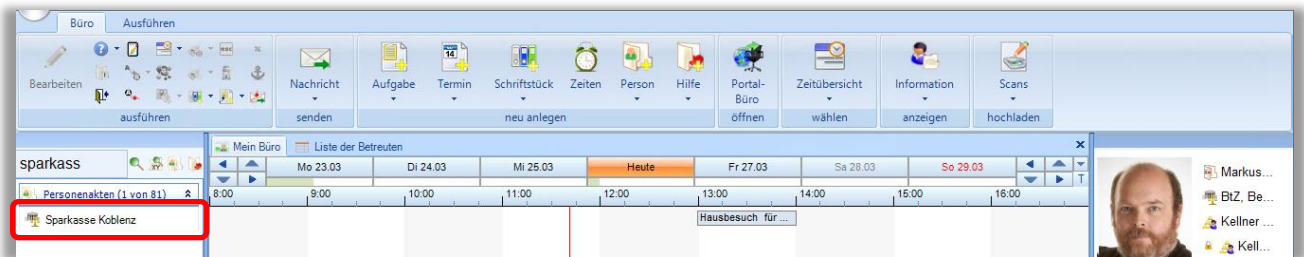 Büro Ausführen
Bearbeiten
Nachricht
Aufgabe Termin Schriftstück Zeiten Person Hilfe
Portal-
Büro
Zeitübersicht
Information
Scans
ausführen senden neu anlegen öffnen wählen anzeigen hochladen
Mein Büro Liste der Betreuten
sparkass
Mo 23.03 Di 24.03 Mi 25.03 Heute Fr 27.03 Sa 28.03 So 29.03
T
Personenakten (1 von 81)
8:00 9:00 10:00 11:00 12:00 13:00 14:00 15:00 16:00
Sparkasse Koblenz
Hausbesuch für ...
Markus...
BtZ, Be...
Kellner ...
Kell...